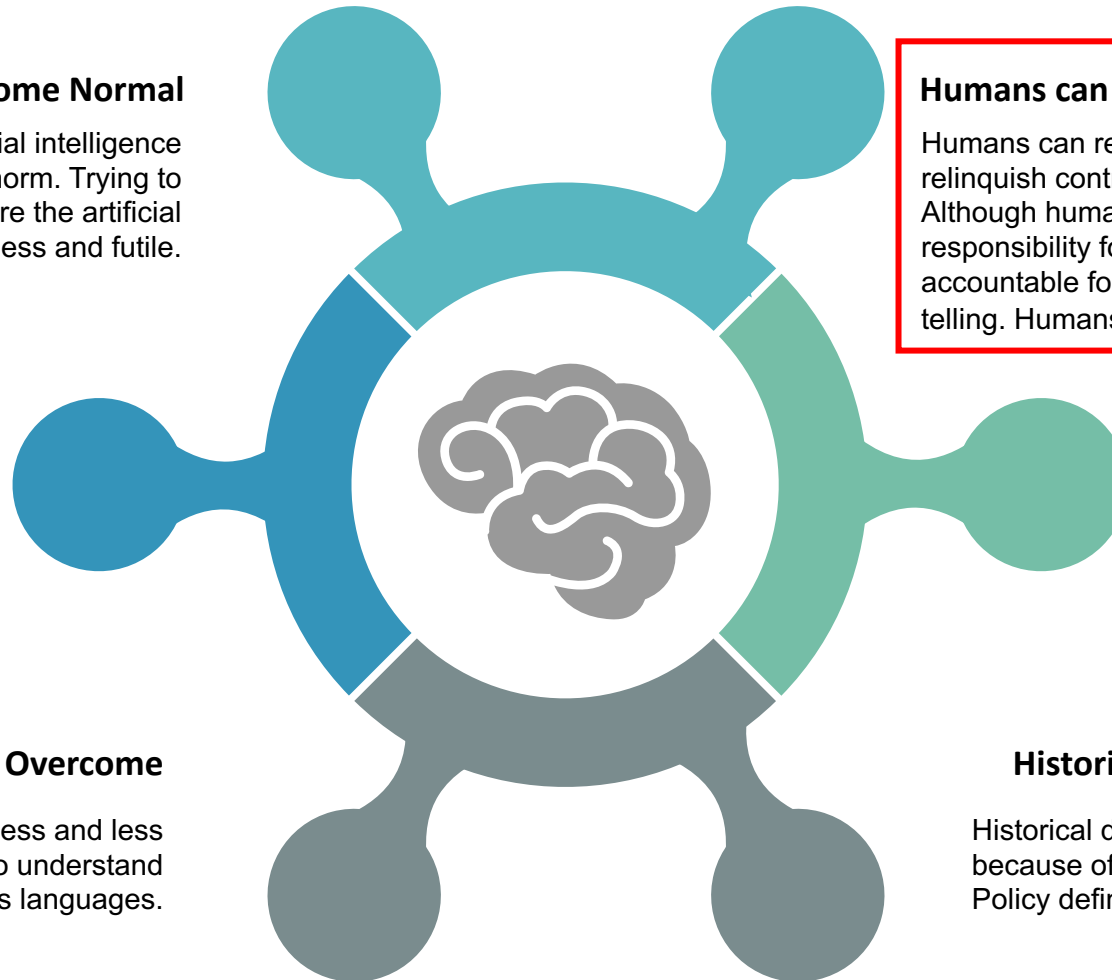 ome Normal
ial intelligence
norm. Trying to
re the artificial
ess and futile.
Humans can
Humans can re
relinquish cont
Although huma
responsibility fo
accountable fo
telling. Humans
Overcome
ess and less
o understand
s languages.
Histori
Historical d
because of
Policy defin